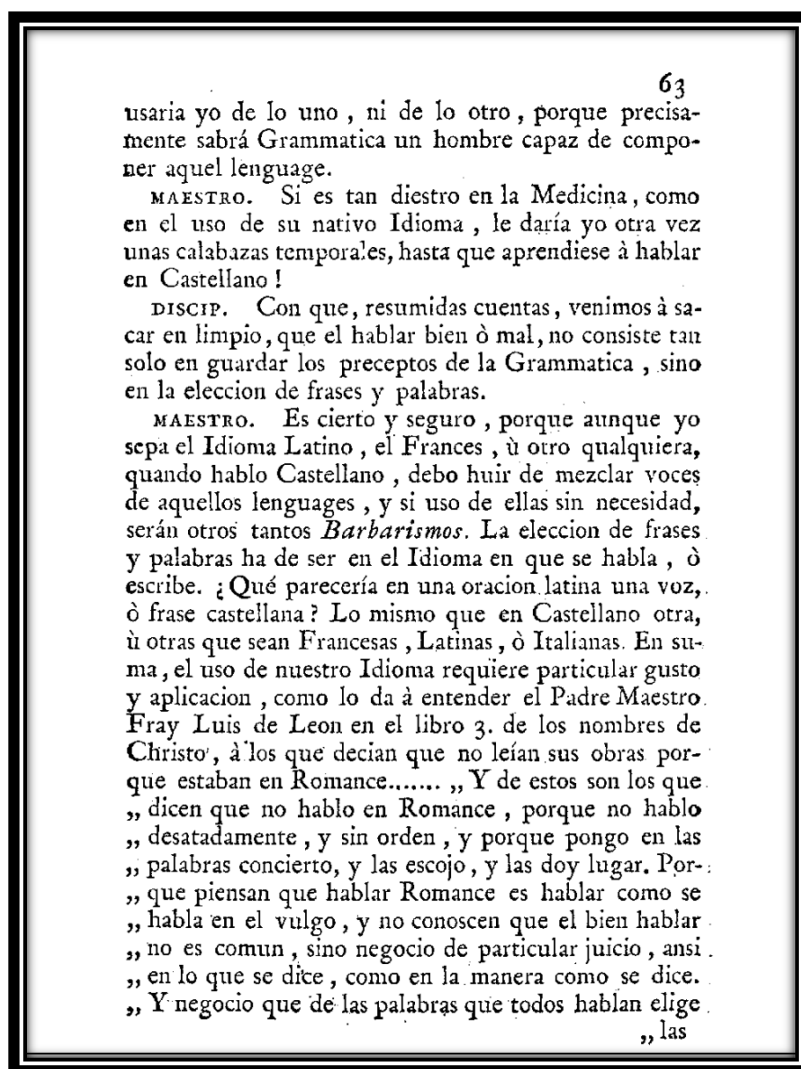 63
usaria yo de lo uno , ni de lo otro , porque precisa-
mente sabrá Grammatica un hombre capaz de compo-
ner aquel lenguage.
MAESTRO. Si es tan diestro en la Medicina, como
en el uso de su nativo Idioma , le daría yo otra vez
unas calabazas temporales, hasta que aprendiese à hablar
en Castellano !
DISCIP. Con que, resumidas cuentas, venimos à sa-
car en limpio, que el hablar bien ò mal, no consiste tan
solo en guardar los preceptos de la Grammatica , sino
en la eleccion de frases y palabras.
MAESTRO. Es cierto y seguro , porque aunque yo
sepa el Idioma Latino , el Frances , ù otro qualquiera,
quando hablo Castellano , debo huir de mezclar voces
de aquellos lenguages , y si uso de ellas sin necesidad,
serán otros tantos Barbarismos. La eleccion de frases
y palabras ha de ser en el Idioma en que se habla , ò
escribe. ¿Qué parecería en una oracion latina una voz,
ò frase castellana? Lo mismo que en Castellano otra,
ù otras que sean Francesas , Latinas , ò Italianas. En su-
ma, el uso de nuestro Idioma requiere particular gusto
y aplicacion , como lo da à entender el Padre Maestro
Fray Luis de Leon en el libro 3. de los nombres de
Christo, à los que decian que no leían sus obras por-
que estaban en Romance....... „ Y de estos son los que
„ dicen que no hablo en Romance , porque no hablo
„ desatadamente , y sin orden , y porque pongo en las
„ palabras concierto, y las escojo, y las doy lugar. Por-
„ que piensan que hablar Romance es hablar como se
„ habla en el vulgo, y no conoscen que el bien hablar
„ no es comun , sino negocio de particular juicio , ansi
„ en lo que se dice , como en la manera como se dice.
„ Y negocio que de las palabras que todos hablan elige
„ las